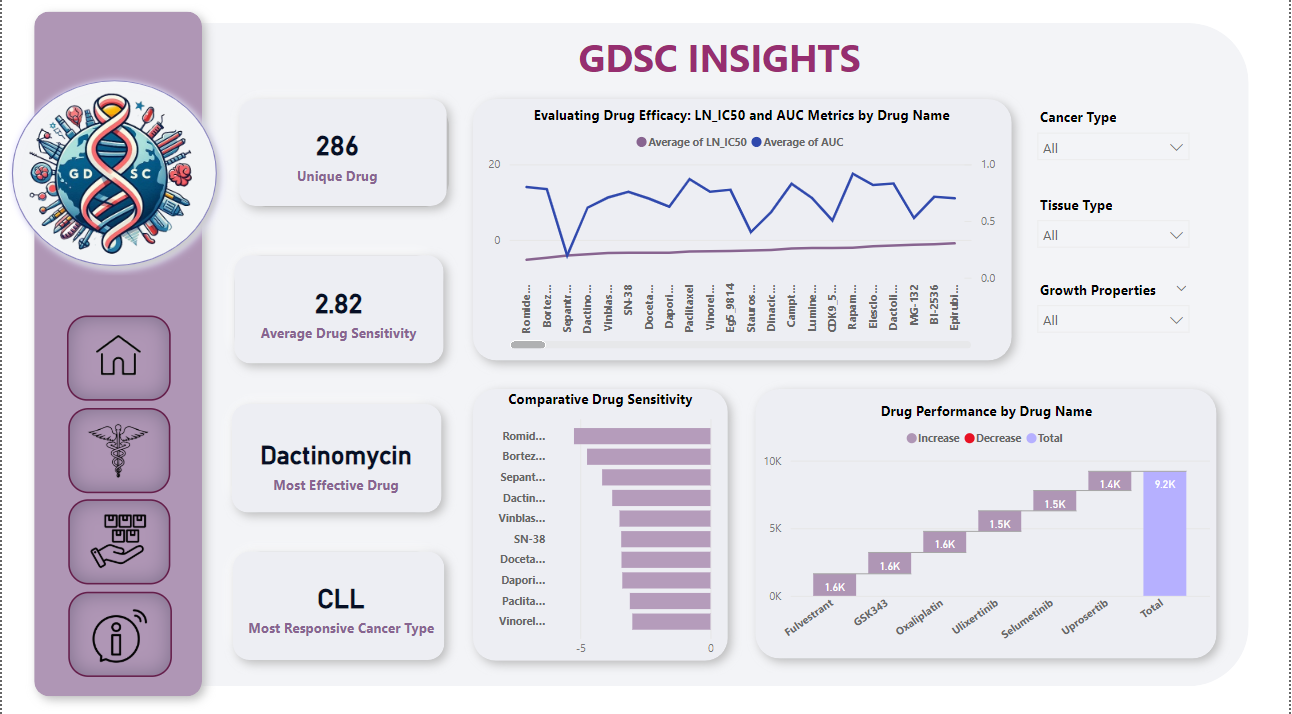 GDSC INSIGHTS
GD SC
286
Unique Drug
2.82
Average Drug Sensitivity
Dactinomycin
Most Effective Drug
CLL
Most Responsive Cancer Type
Evaluating Drug Efficacy: LN_IC50 and AUC Metrics by Drug Name
Average of LN_IC50 Average of AUC
20
0
1.0
0.5
0.0
Romide...
Bortez...
Sepantr...
Dactino...
Vinblas...
SN-38
Doceta...
Dapori...
Paclitaxel
Vinorel...
Eg5_9814
Stauros...
Dinacic...
Campt...
Lumine...
CDK9_5...
Rapam...
Elesclo...
Dactoli...
MG-132
BI-2536
Epirubi...
Cancer Type
All
Tissue Type
All
Growth Properties
All
Comparative Drug Sensitivity
Romid...
Bortez...
Sepant...
Dactin...
Vinblas...
SN-38
Doceta...
Dapori...
Paclita...
Vinorel...
-5 0
Drug Performance by Drug Name
Increase Decrease Total
10K
5K
0K
1.6K
1.6K
1.6K
1.5K
1.5K
1.4K
9.2K
Fulvestrant
GSK343
Oxaliplatin
Ulixertinib
Selumetinib
Uprosertib
Total